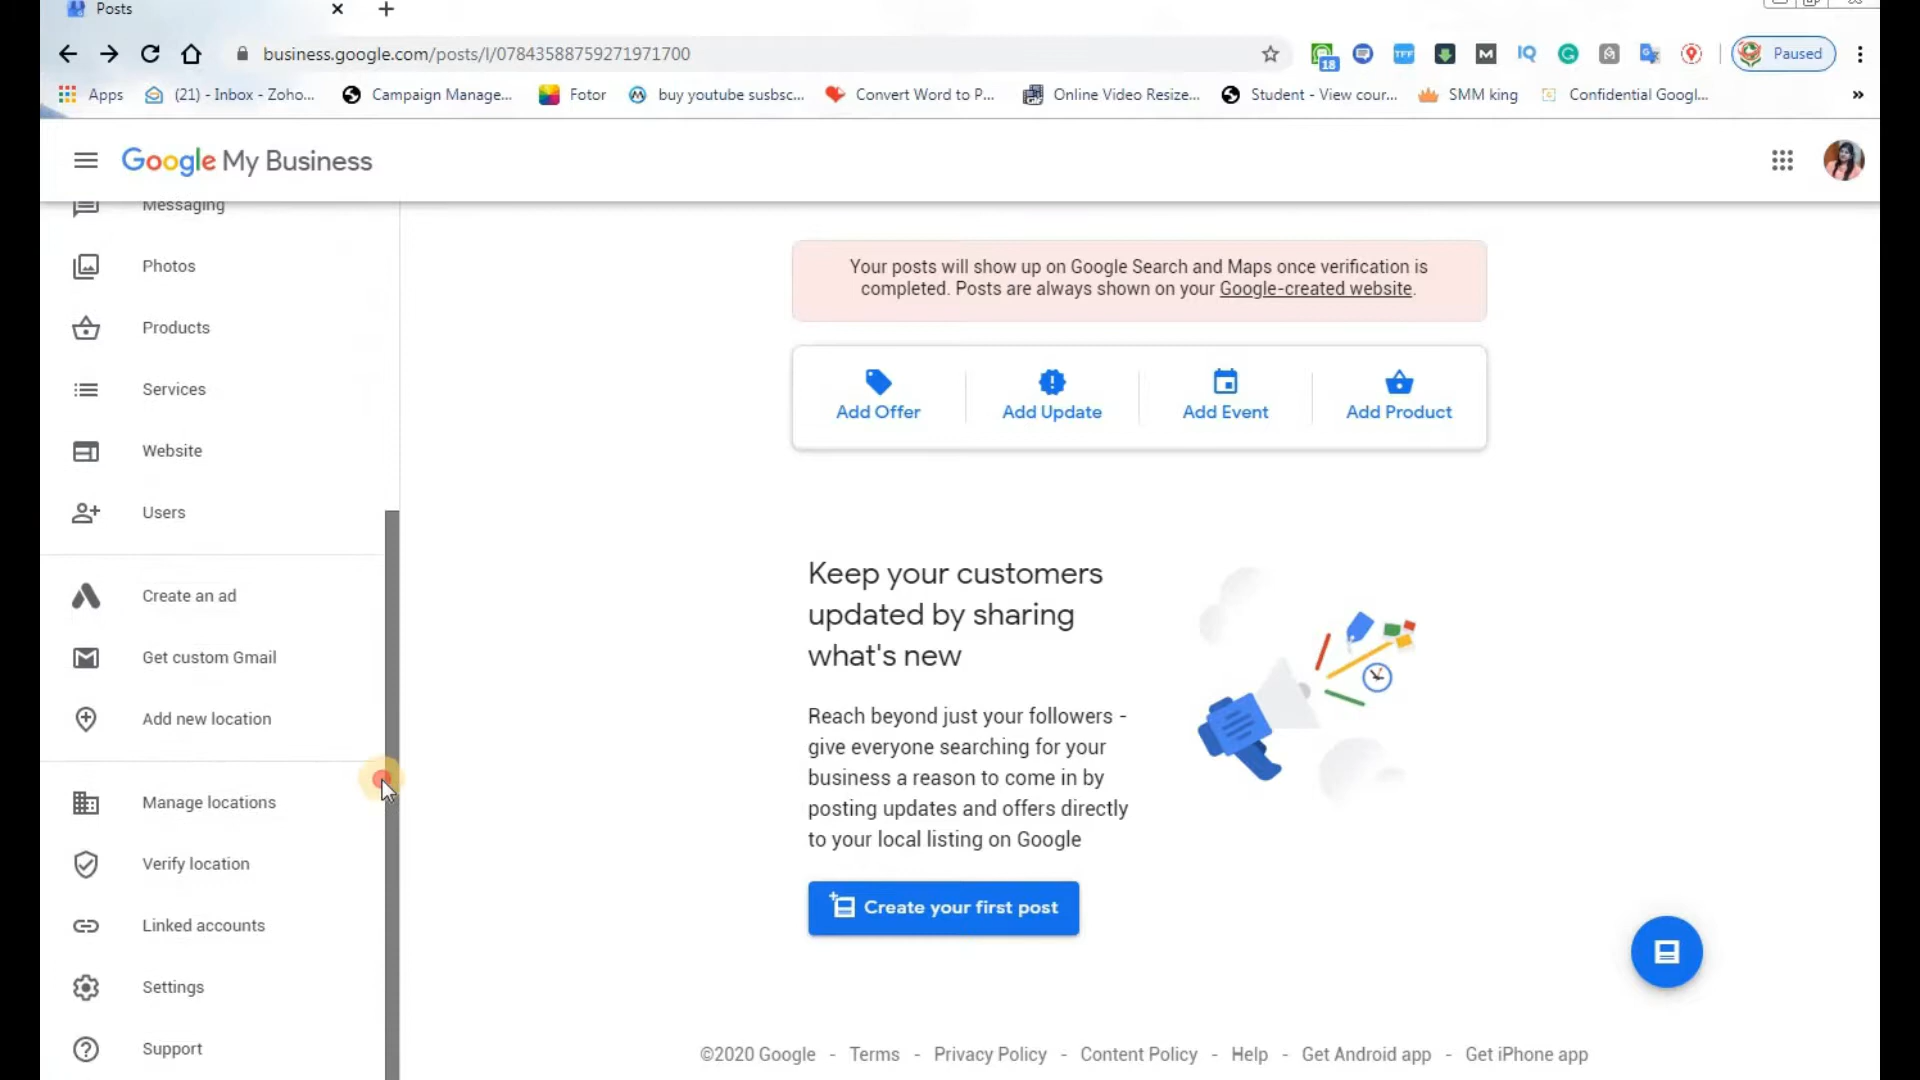 Posts
business.google.com/posts/l/07843588759271971700
18
TFF
M
IQ
Paused
Apps
(21) - Inbox - Zoho...
Campaign Manage...
Fotor
buy youtube susbsc...
Convert Word to P...
Online Video Resize...
Student - View cour...
SMM king
Confidential Googl...
»
Google My Business
Messaging
Photos
Products
Services
Website
Users
Create an ad
Get custom Gmail
Add new location
Manage locations
Verify location
Linked accounts
Settings
Support
Your posts will show up on Google Search and Maps once verification is
completed. Posts are always shown on your Google-created website.
Add Offer
Add Update
Add Event
Add Product
Keep your customers
updated by sharing
what's new
Reach beyond just your followers -
give everyone searching for your
business a reason to come in by
posting updates and offers directly
to your local listing on Google
Create your first post
©2020 Google - Terms - Privacy Policy - Content Policy - Help - Get Android app - Get iPhone app